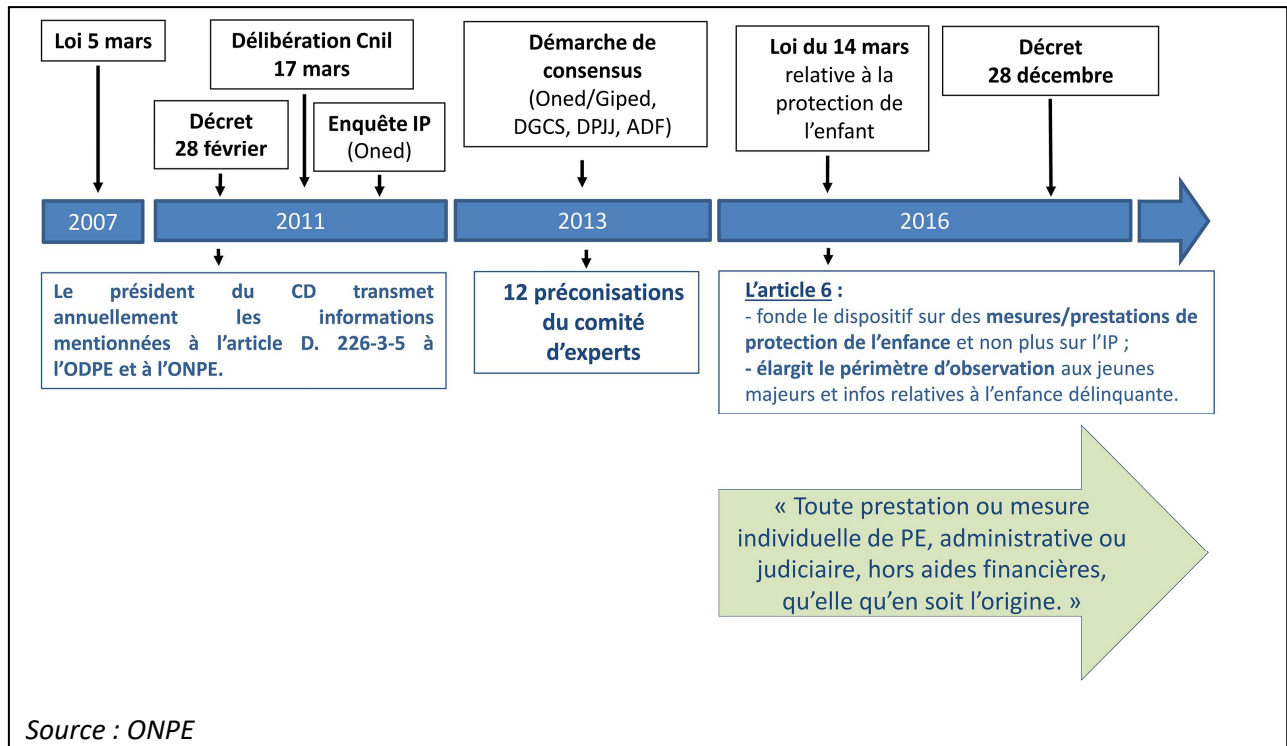 Loi 5 mars
Délibération Cnil
17 mars
Démarche de
consensus
(Oned/Giped,
DGCS, DPJJ, ADF)
Loi du 14 mars
relative à la
protection de
l’enfant
Décret
28 décembre
Décret
28 février
Enquête IP
(Oned)
2007
2011
2013
2016
Le président du CD transmet
annuellement les informations
mentionnées à l’article D. 226-3-5 à
l’ODPE et à l’ONPE.
12 préconisations
du comité
d’experts
L’article 6 :
- fonde le dispositif sur des mesures/prestations de
protection de l’enfance et non plus sur l’IP ;
- élargit le périmètre d’observation aux jeunes
majeurs et infos relatives à l’enfance délinquante.
« Toute prestation ou mesure
individuelle de PE, administrative ou
judiciaire, hors aides financières,
qu’elle qu’en soit l’origine. »
Source : ONPE